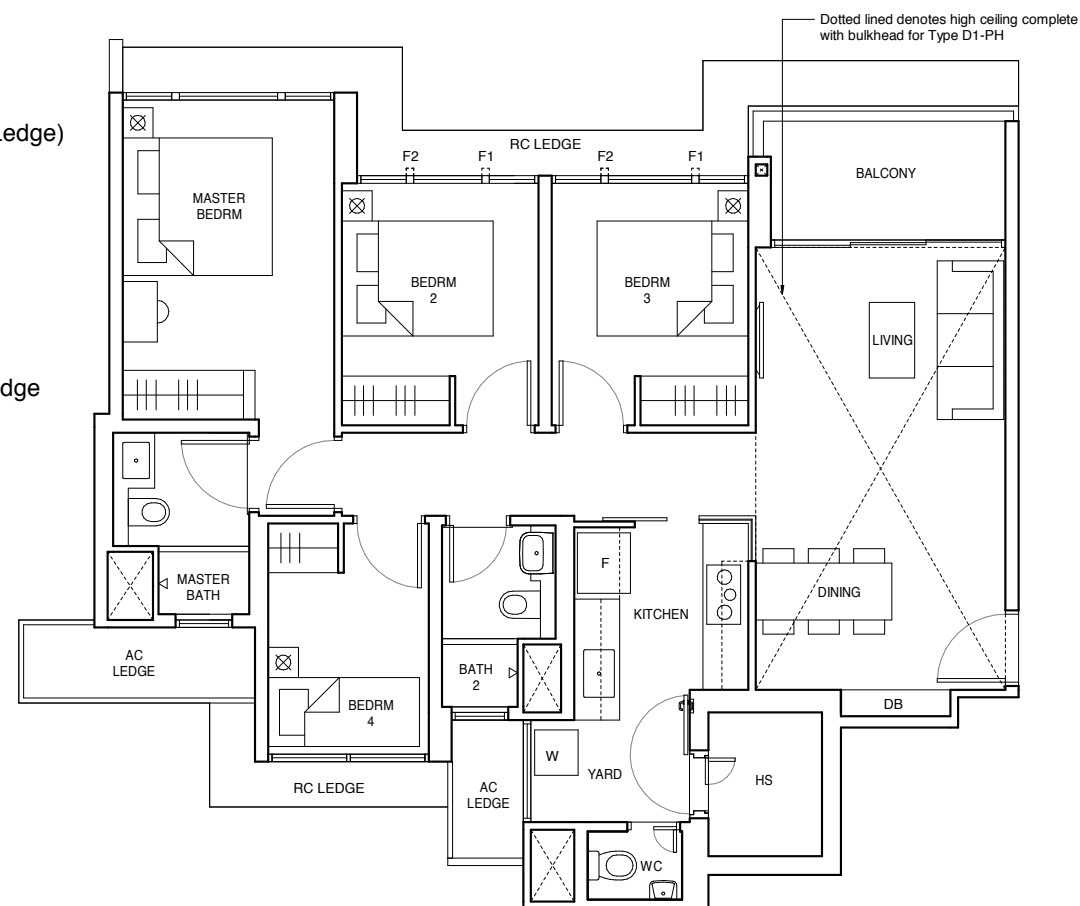 Dotted lined denotes high ceiling complete
with bulkhead for Type D1-PH
Ledge)
RC LEDGE
F2
F1
F2
F1
BALCONY
MASTER
BEDRM
BEDRM
2
BEDRM
3
LIVING
dge
MASTER
BATH
F
KITCHEN
DINING
AC
LEDGE
BATH
2
BEDRM
4
DB
W
YARD
HS
RC LEDGE
AC
LEDGE
WC